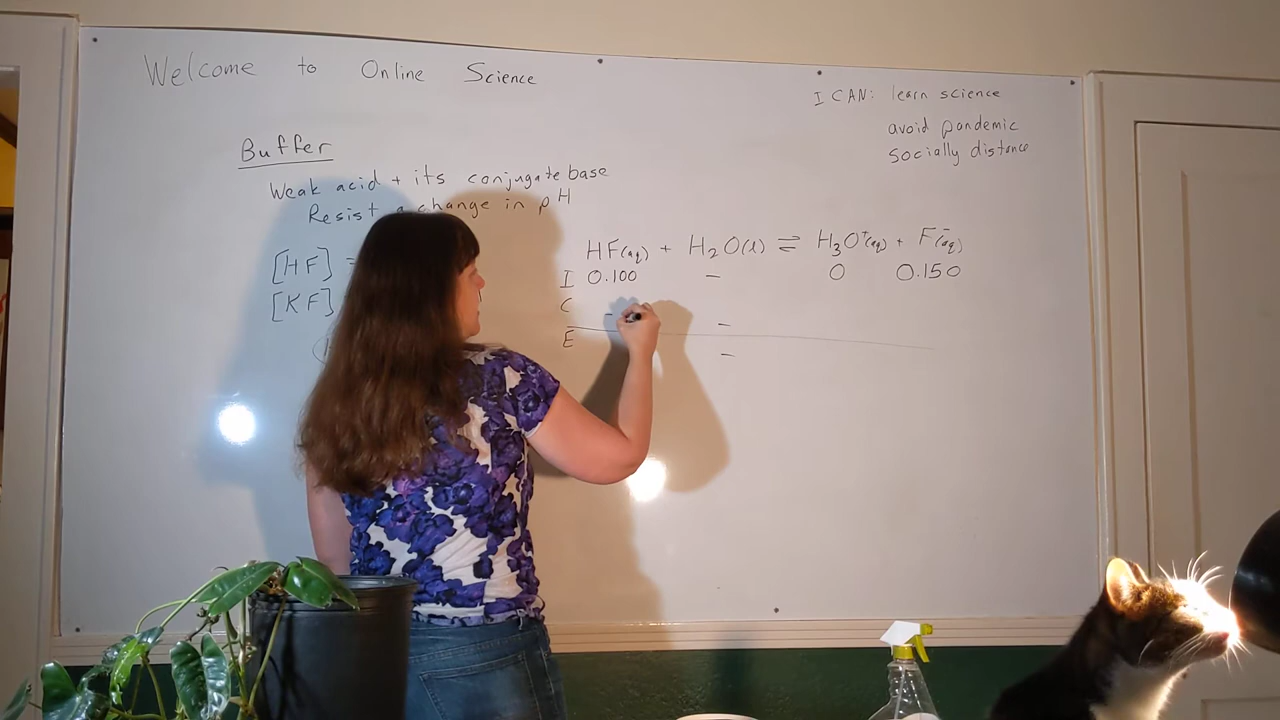 Welcome to Online Science
I CAN: learn science
avoid pandemic
socially distance
Buffer
Weak acid + its conjugate base
Resist a change in pH
[HF] =
[KF]
HF(aq) + H₂O(l) ⇌ H₃O⁺(aq) + F⁻(aq)
I 0.100 – 0 0.150
C - –
E –